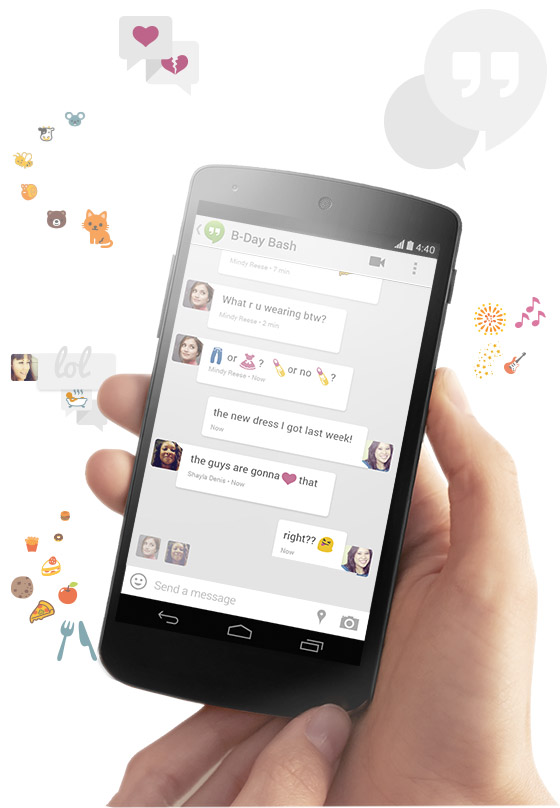 B-Day Bash
4:40
Mindy Reese • 7 min
What r u wearing btw?
Mindy Reese • 2 min
or ? or no ?
Mindy Reese • Now
lol
the new dress I got last week!
Now
the guys are gonna that
Shayla Denis • Now
right??
Now
Send a message